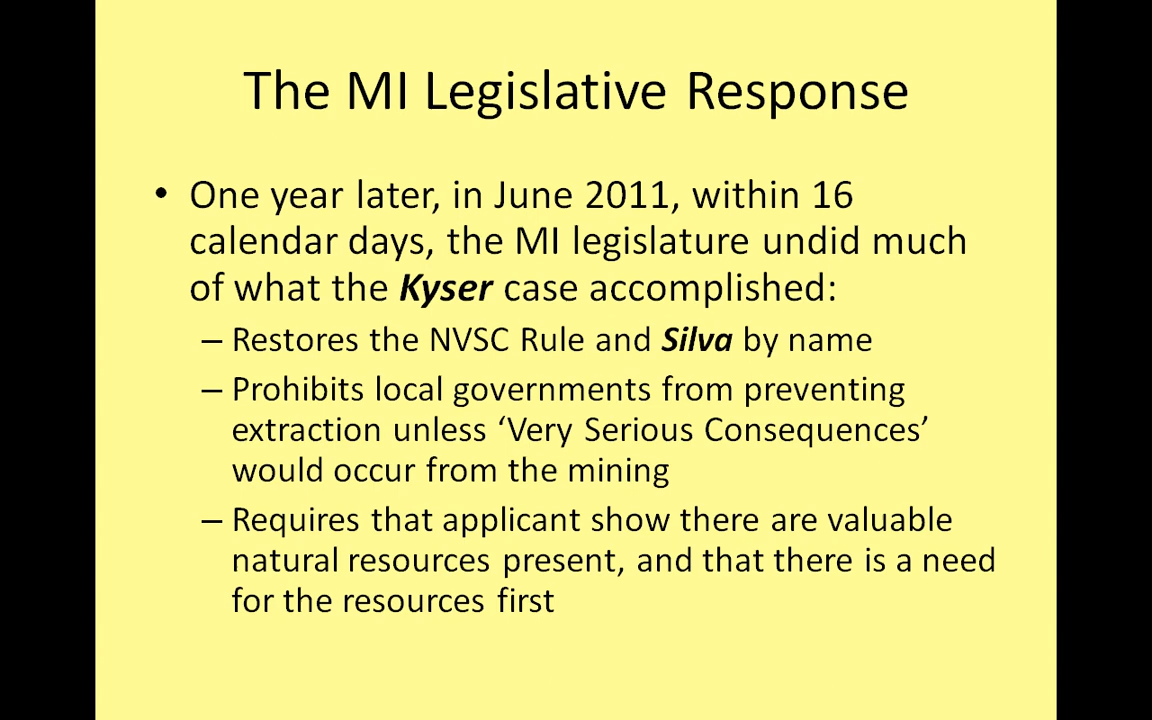 The MI Legislative Response
• One year later, in June 2011, within 16
calendar days, the MI legislature undid much
of what the Kyser case accomplished:
– Restores the NVSC Rule and Silva by name
– Prohibits local governments from preventing
extraction unless ‘Very Serious Consequences’
would occur from the mining
– Requires that applicant show there are valuable
natural resources present, and that there is a need
for the resources first